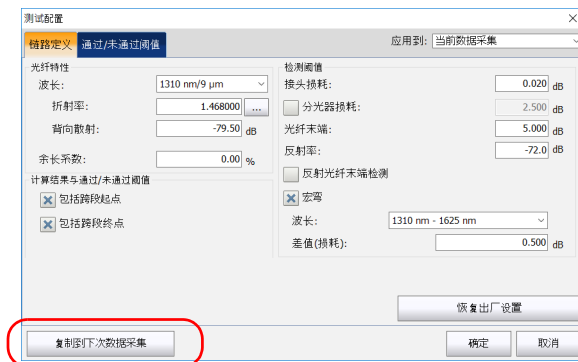 测试配置
链路定义 通过/未通过阈值 应用到: 当前数据采集
光纤特性
波长: 1310 nm/9 µm
折射率: 1.468000 ...
背向散射: -79.50 dB
余长系数: 0.00 %
计算结果与通过/未通过阈值
包括跨段起点
包括跨段终点
检测阈值
接头损耗: 0.020 dB
分光器损耗: 2.500 dB
光纤末端: 5.000 dB
反射率: -72.0 dB
反射光纤末端检测
宏弯
波长: 1310 nm - 1625 nm
差值(损耗): 0.500 dB
恢复出厂设置
复制到下次数据采集 确定 取消